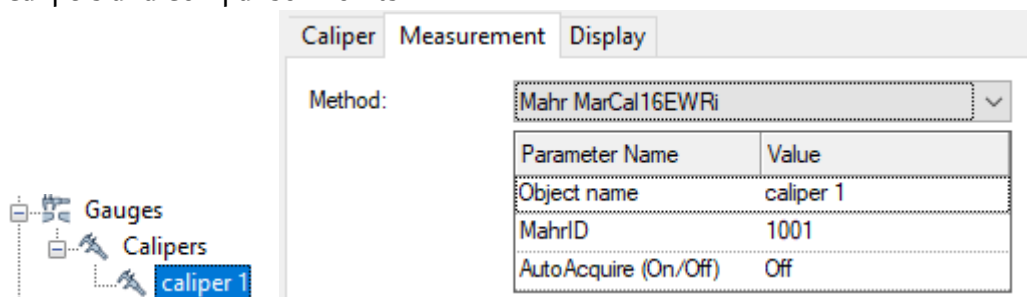 Caliper Measurement Display
Method: Mahr MarCal16EWRi
Parameter Name Value
Object name caliper 1
MahrID 1001
AutoAcquire (On/Off) Off
Gauges
Calipers
caliper 1